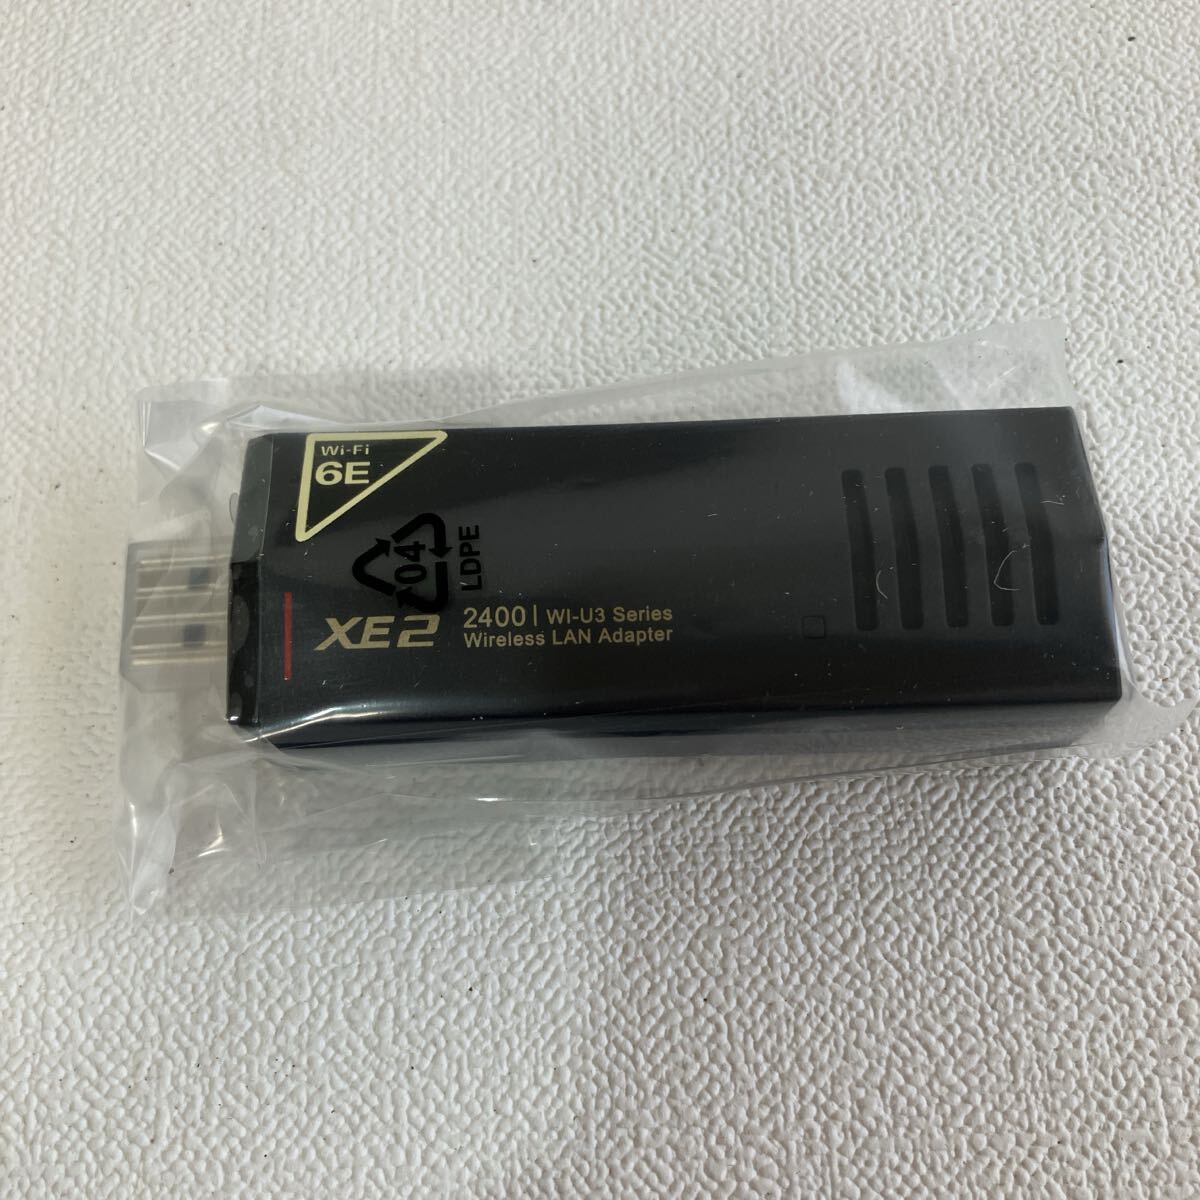 Wi-Fi
6E
04
LDPE
XE2
2400 | WI-U3 Series
Wireless LAN Adapter